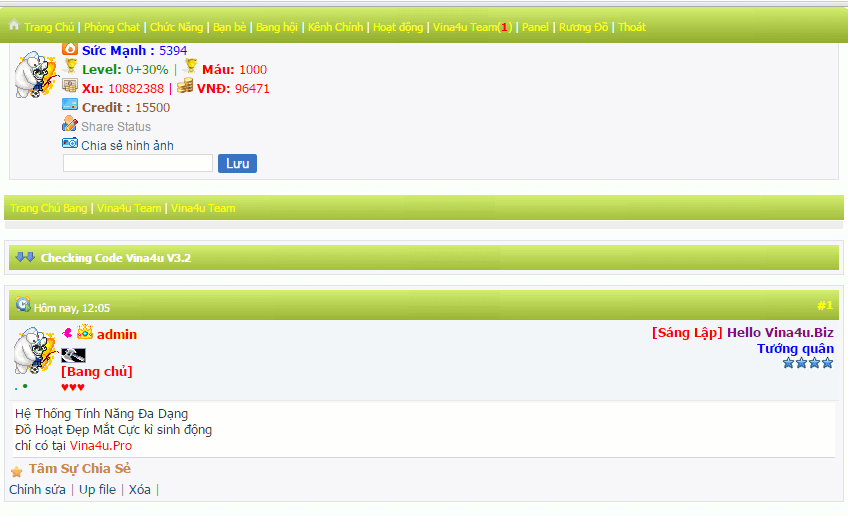 Trang Chủ | Phòng Chat | Chức Năng | Bạn bè | Bang hội | Kênh Chính | Hoạt động | Vina4u Team(1) | Panel | Rương Đồ | Thoát
Sức Mạnh : 5394
Level: 0+30% | Máu: 1000
Xu: 10882388 | VNĐ: 96471
Credit : 15500
Share Status
Chia sẻ hình ảnh
Lưu
Trang Chủ Bang | Vina4u Team | Vina4u Team
Checking Code Vina4u V3.2
Hôm nay, 12:05 #1
admin [Sáng Lập] Hello Vina4u.Biz
Tướng quân
[Bang chủ]
. • ♥♥♥
Hệ Thống Tính Năng Đa Dạng
Đồ Hoạt Đẹp Mắt Cực kì sinh động
chỉ có tại Vina4u.Pro
Tâm Sự Chia Sẻ
Chỉnh sửa | Up file | Xóa |